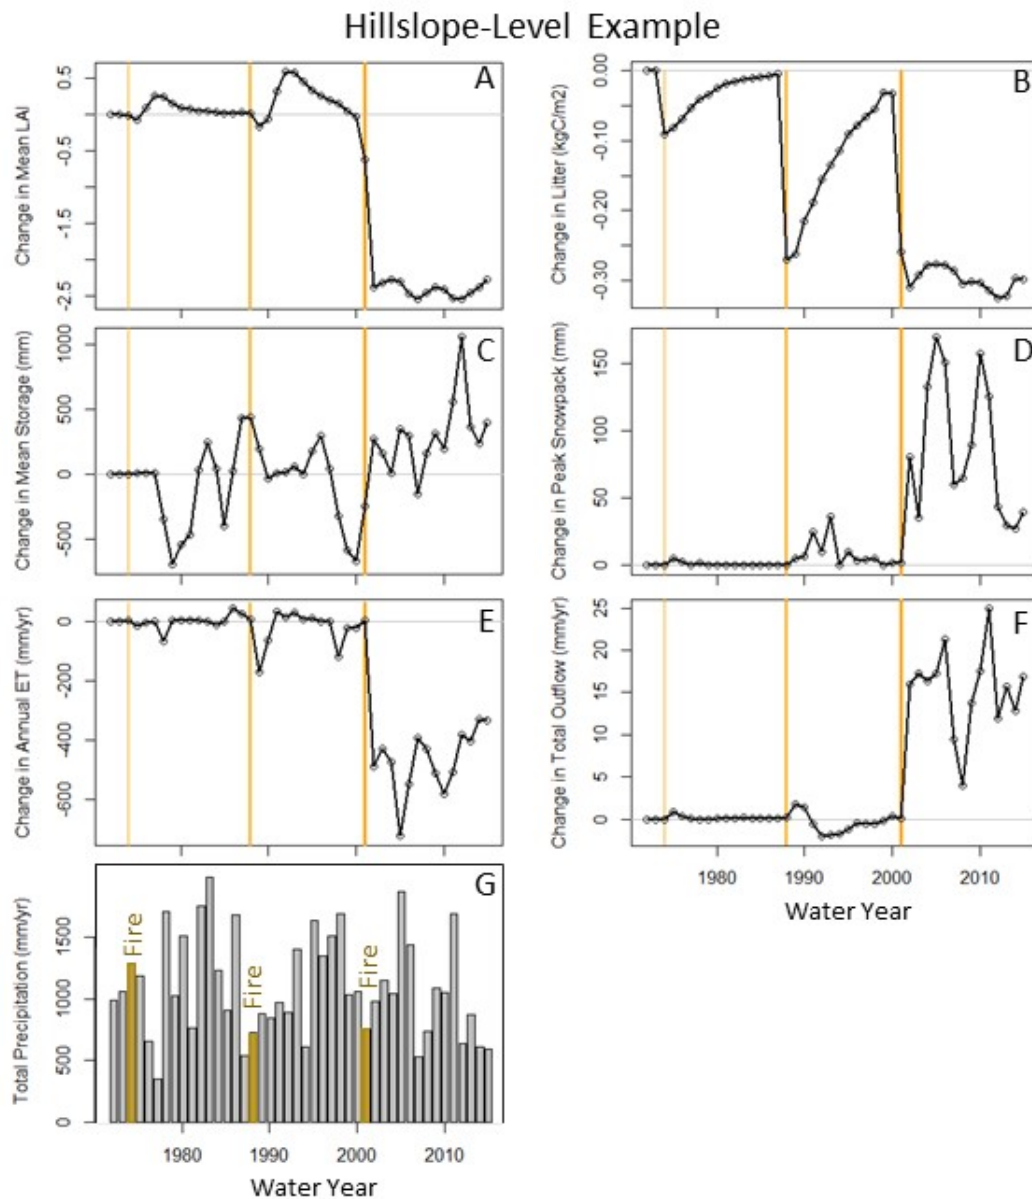 Hillslope-Level Example
A
Change in Mean LAI
0.5
-0.5
-1.5
-2.5
B
Change in Litter (kgC/m2)
0.00
-0.10
-0.20
-0.30
C
Change in Mean Storage (mm)
1000
500
0
-500
D
Change in Peak Snowpack (mm)
150
100
50
0
E
Change in Annual ET (mm/yr)
0
-200
-400
-600
F
Change in Total Outflow (mm/yr)
25
20
15
10
5
0
1980 1990 2000 2010
Water Year
G
Total Precipitation (mm/yr)
1500
1000
500
0
Fire
Fire
Fire
1980 1990 2000 2010
Water Year